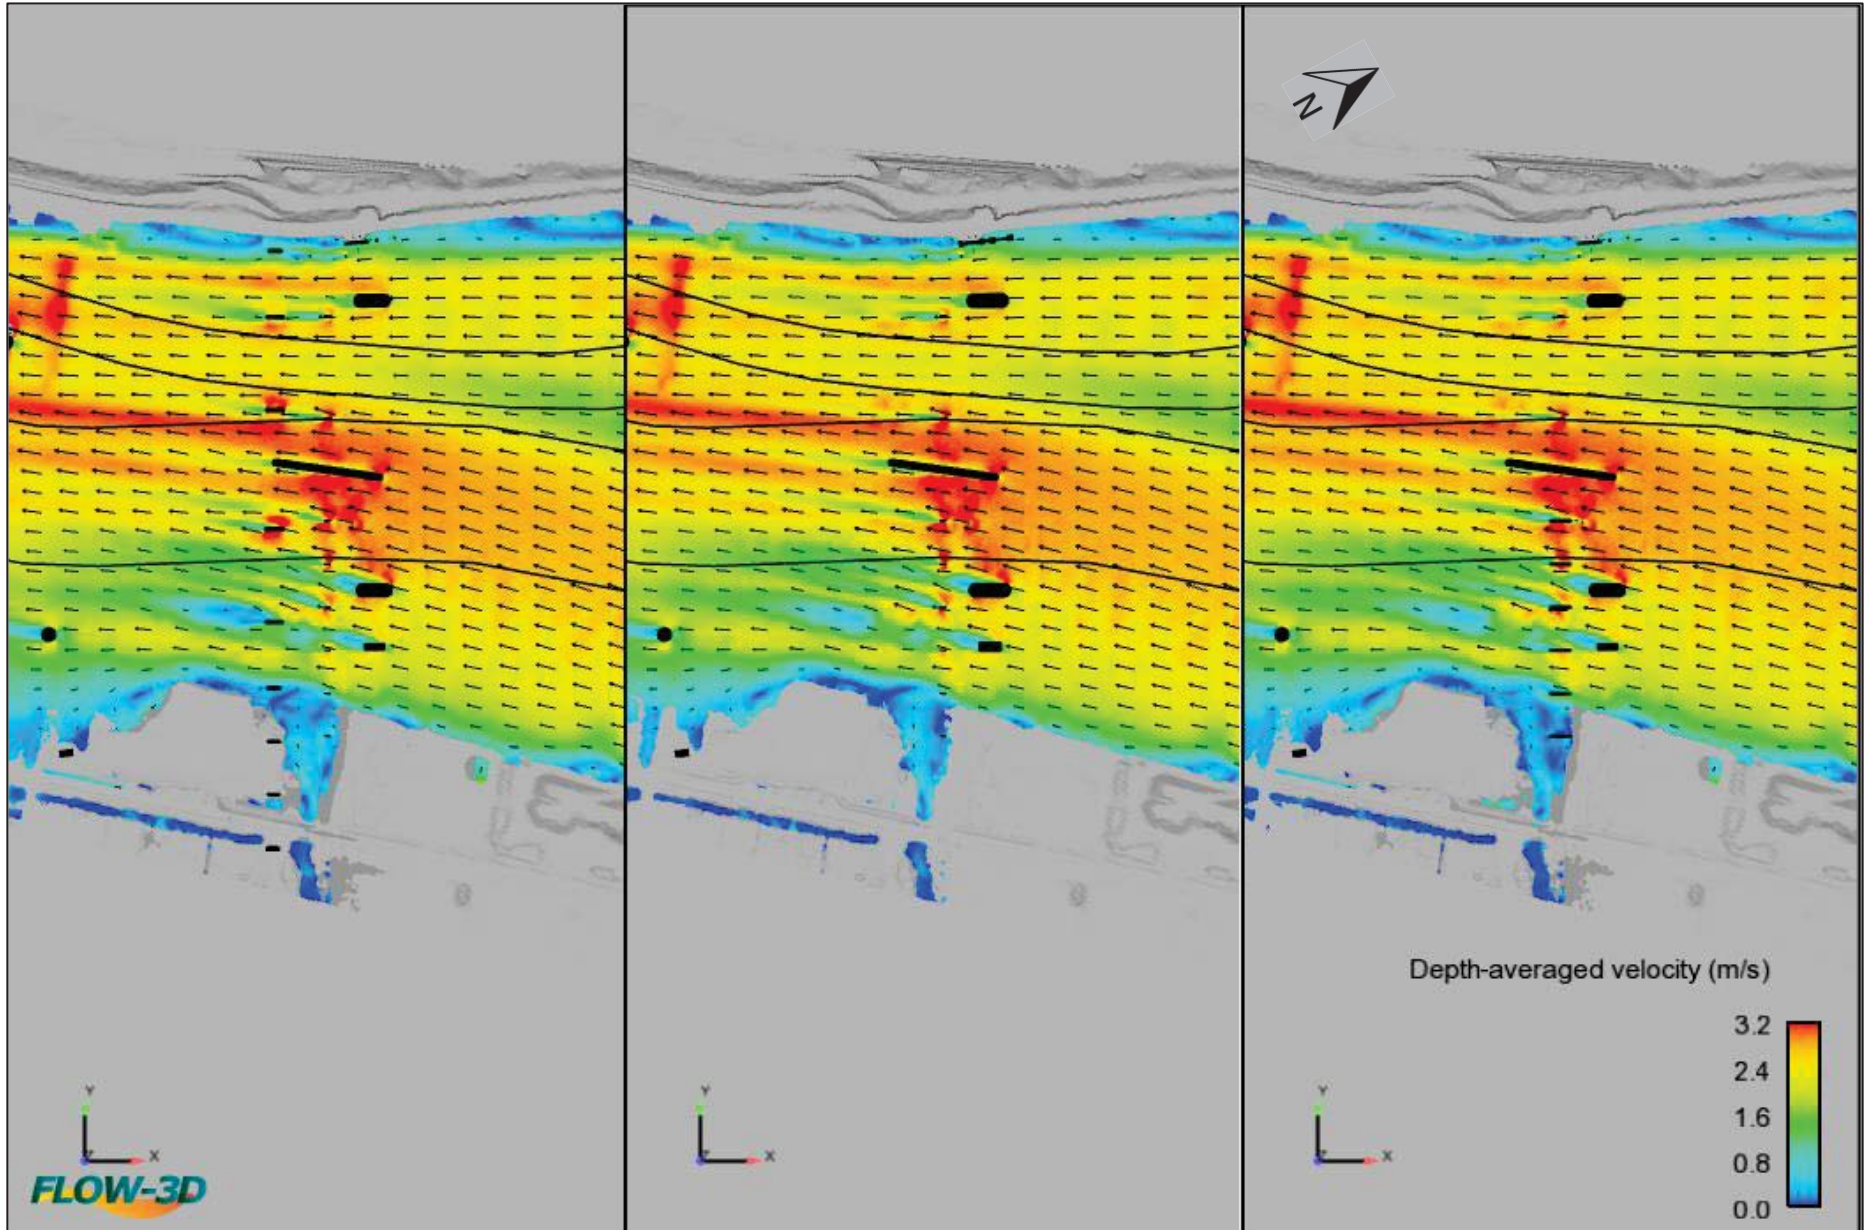 N
Depth-averaged velocity (m/s)
3.2
2.4
1.6
0.8
0.0
Y
X
Y
X
Y
X
FLOW-3D